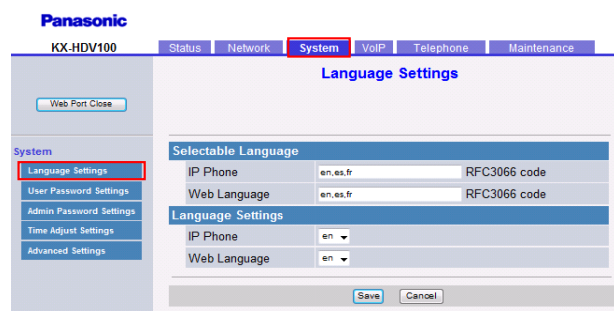 Panasonic
KX-HDV100
Status Network System VoIP Telephone Maintenance
Language Settings
Web Port Close
System
Language Settings
User Password Settings
Admin Password Settings
Time Adjust Settings
Advanced Settings
Selectable Language
IP Phone en,es,fr RFC3066 code
Web Language en,es,fr RFC3066 code
Language Settings
IP Phone en
Web Language en
Save Cancel